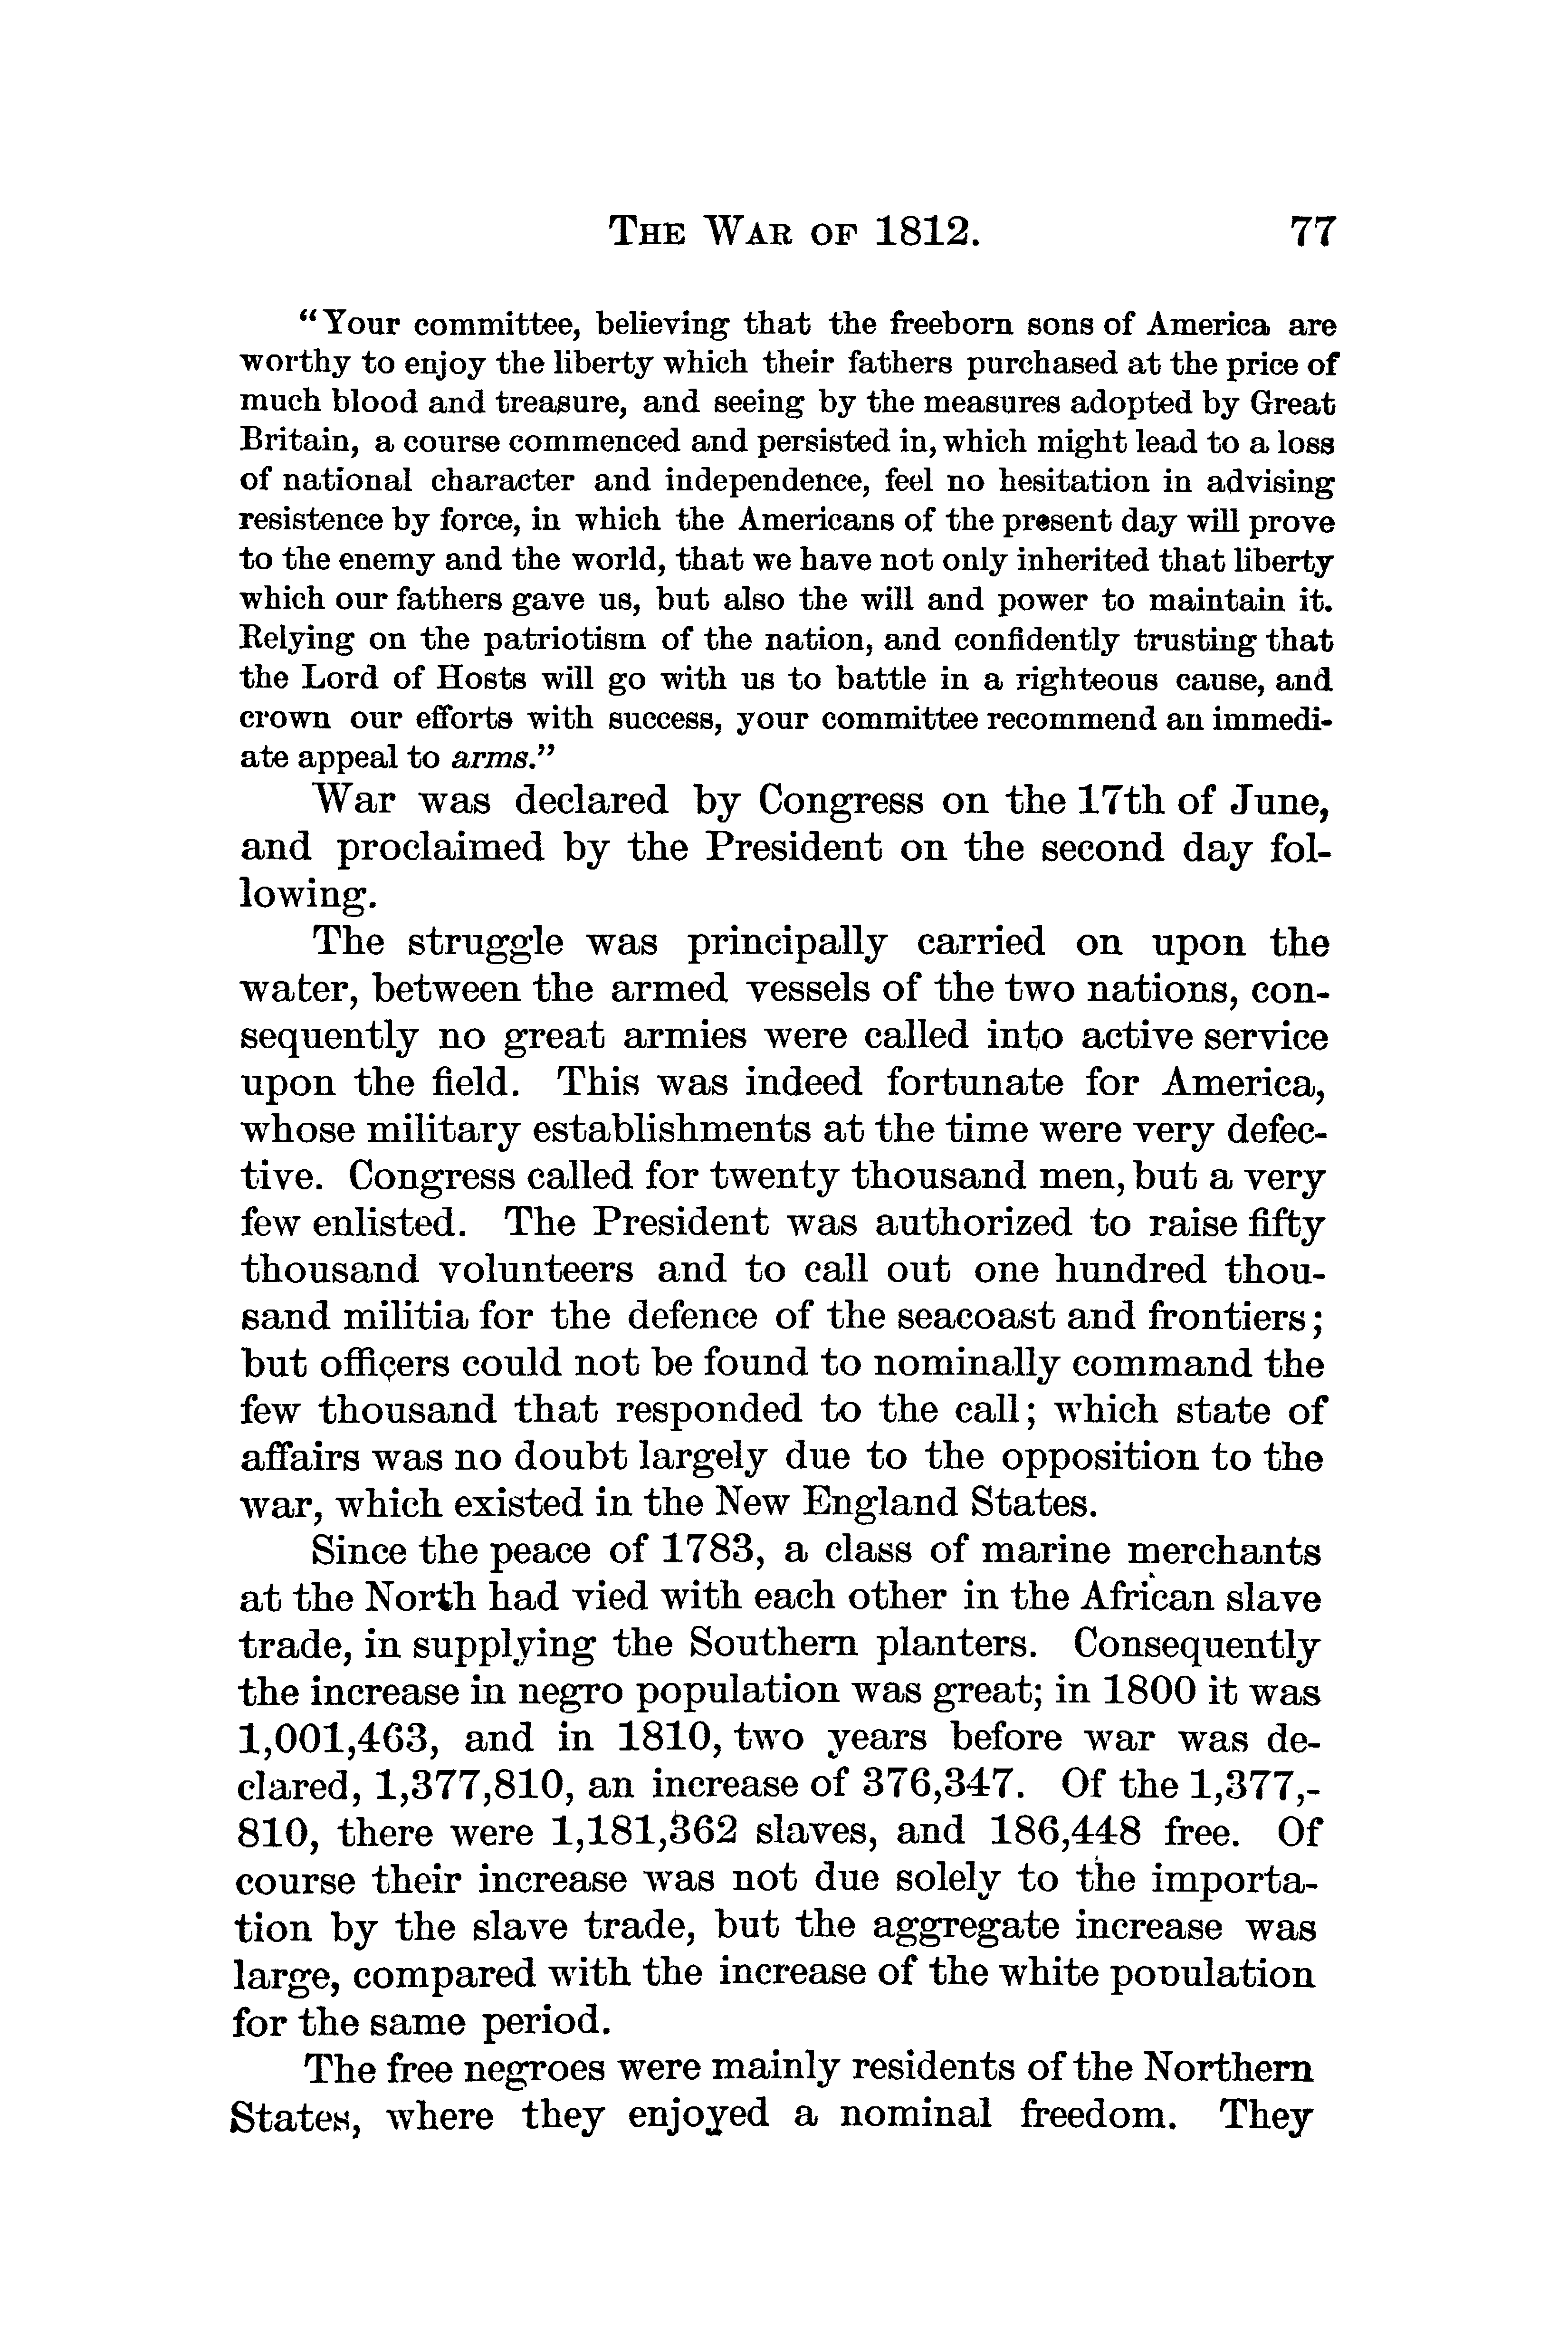 THE WAR OF 1812. 77
“Your committee, believing that the freeborn sons of America are
worthy to enjoy the liberty which their fathers purchased at the price of
much blood and treasure, and seeing by the measures adopted by Great
Britain, a course commenced and persisted in, which might lead to a loss
of national character and independence, feel no hesitation in advising
resistence by force, in which the Americans of the present day will prove
to the enemy and the world, that we have not only inherited that liberty
which our fathers gave us, but also the will and power to maintain it.
Relying on the patriotism of the nation, and confidently trusting that
the Lord of Hosts will go with us to battle in a righteous cause, and
crown our efforts with success, your committee recommend an immedi-
ate appeal to arms.”
War was declared by Congress on the 17th of June,
and proclaimed by the President on the second day fol-
lowing.
The struggle was principally carried on upon the
water, between the armed vessels of the two nations, con-
sequently no great armies were called into active service
upon the field. This was indeed fortunate for America,
whose military establishments at the time were very defec-
tive. Congress called for twenty thousand men, but a very
few enlisted. The President was authorized to raise fifty
thousand volunteers and to call out one hundred thou-
sand militia for the defence of the seacoast and frontiers;
but officers could not be found to nominally command the
few thousand that responded to the call; which state of
affairs was no doubt largely due to the opposition to the
war, which existed in the New England States.
Since the peace of 1783, a class of marine merchants
at the North had vied with each other in the African slave
trade, in supplying the Southern planters. Consequently
the increase in negro population was great; in 1800 it was
1,001,463, and in 1810, two years before war was de-
clared, 1,377,810, an increase of 376,347. Of the 1,377,-
810, there were 1,181,362 slaves, and 186,448 free. Of
course their increase was not due solely to the importa-
tion by the slave trade, but the aggregate increase was
large, compared with the increase of the white population
for the same period.
The free negroes were mainly residents of the Northern
States, where they enjoyed a nominal freedom. They